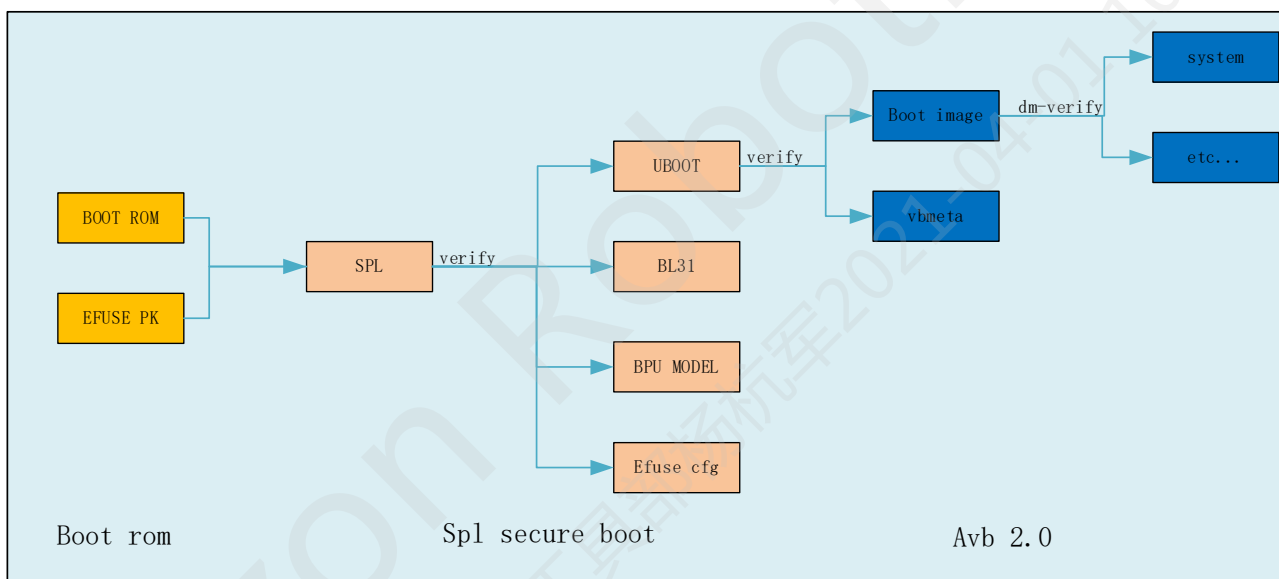 system
Boot image
dm-verify
UBOOT
verify
etc...
BOOT ROM
vbmeta
SPL
verify
BL31
EFUSE PK
BPU MODEL
Efuse cfg
Boot rom
Spl secure boot
Avb 2.0